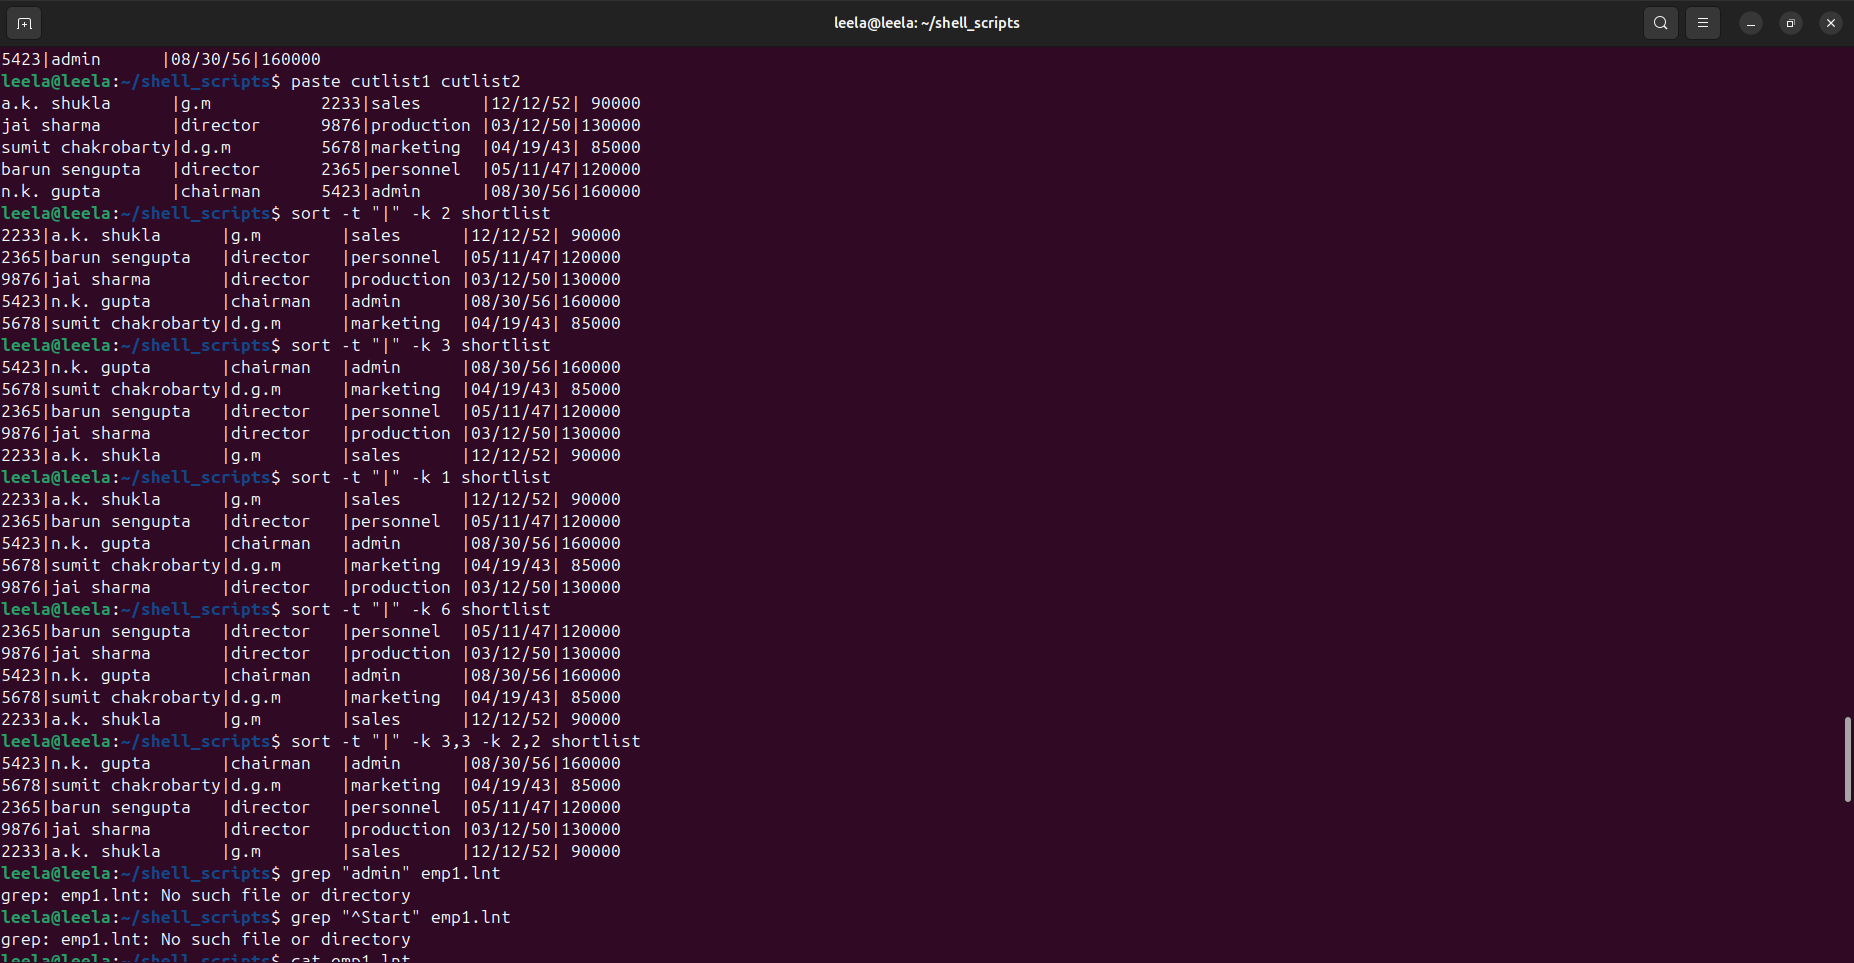 leela@leela: ~/shell_scripts
5423|admin      |08/30/56|160000
leela@leela:~/shell_scripts$ paste cutlist1 cutlist2
a.k. shukla      |g.m           2233|sales      |12/12/52| 90000
jai sharma       |director      9876|production |03/12/50|130000
sumit chakrobarty|d.g.m         5678|marketing  |04/19/43| 85000
barun sengupta   |director      2365|personnel  |05/11/47|120000
n.k. gupta       |chairman      5423|admin      |08/30/56|160000
leela@leela:~/shell_scripts$ sort -t "|" -k 2 shortlist
2233|a.k. shukla      |g.m        |sales      |12/12/52| 90000
2365|barun sengupta   |director   |personnel  |05/11/47|120000
9876|jai sharma       |director   |production |03/12/50|130000
5423|n.k. gupta       |chairman   |admin      |08/30/56|160000
5678|sumit chakrobarty|d.g.m      |marketing  |04/19/43| 85000
leela@leela:~/shell_scripts$ sort -t "|" -k 3 shortlist
5423|n.k. gupta       |chairman   |admin      |08/30/56|160000
5678|sumit chakrobarty|d.g.m      |marketing  |04/19/43| 85000
2365|barun sengupta   |director   |personnel  |05/11/47|120000
9876|jai sharma       |director   |production |03/12/50|130000
2233|a.k. shukla      |g.m        |sales      |12/12/52| 90000
leela@leela:~/shell_scripts$ sort -t "|" -k 1 shortlist
2233|a.k. shukla      |g.m        |sales      |12/12/52| 90000
2365|barun sengupta   |director   |personnel  |05/11/47|120000
5423|n.k. gupta       |chairman   |admin      |08/30/56|160000
5678|sumit chakrobarty|d.g.m      |marketing  |04/19/43| 85000
9876|jai sharma       |director   |production |03/12/50|130000
leela@leela:~/shell_scripts$ sort -t "|" -k 6 shortlist
2365|barun sengupta   |director   |personnel  |05/11/47|120000
9876|jai sharma       |director   |production |03/12/50|130000
5423|n.k. gupta       |chairman   |admin      |08/30/56|160000
5678|sumit chakrobarty|d.g.m      |marketing  |04/19/43| 85000
2233|a.k. shukla      |g.m        |sales      |12/12/52| 90000
leela@leela:~/shell_scripts$ sort -t "|" -k 3,3 -k 2,2 shortlist
5423|n.k. gupta       |chairman   |admin      |08/30/56|160000
5678|sumit chakrobarty|d.g.m      |marketing  |04/19/43| 85000
2365|barun sengupta   |director   |personnel  |05/11/47|120000
9876|jai sharma       |director   |production |03/12/50|130000
2233|a.k. shukla      |g.m        |sales      |12/12/52| 90000
leela@leela:~/shell_scripts$ grep "admin" emp1.lnt
grep: emp1.lnt: No such file or directory
leela@leela:~/shell_scripts$ grep "^Start" emp1.lnt
grep: emp1.lnt: No such file or directory
leela@leela:~/shell_scripts$ cat emp1.lnt